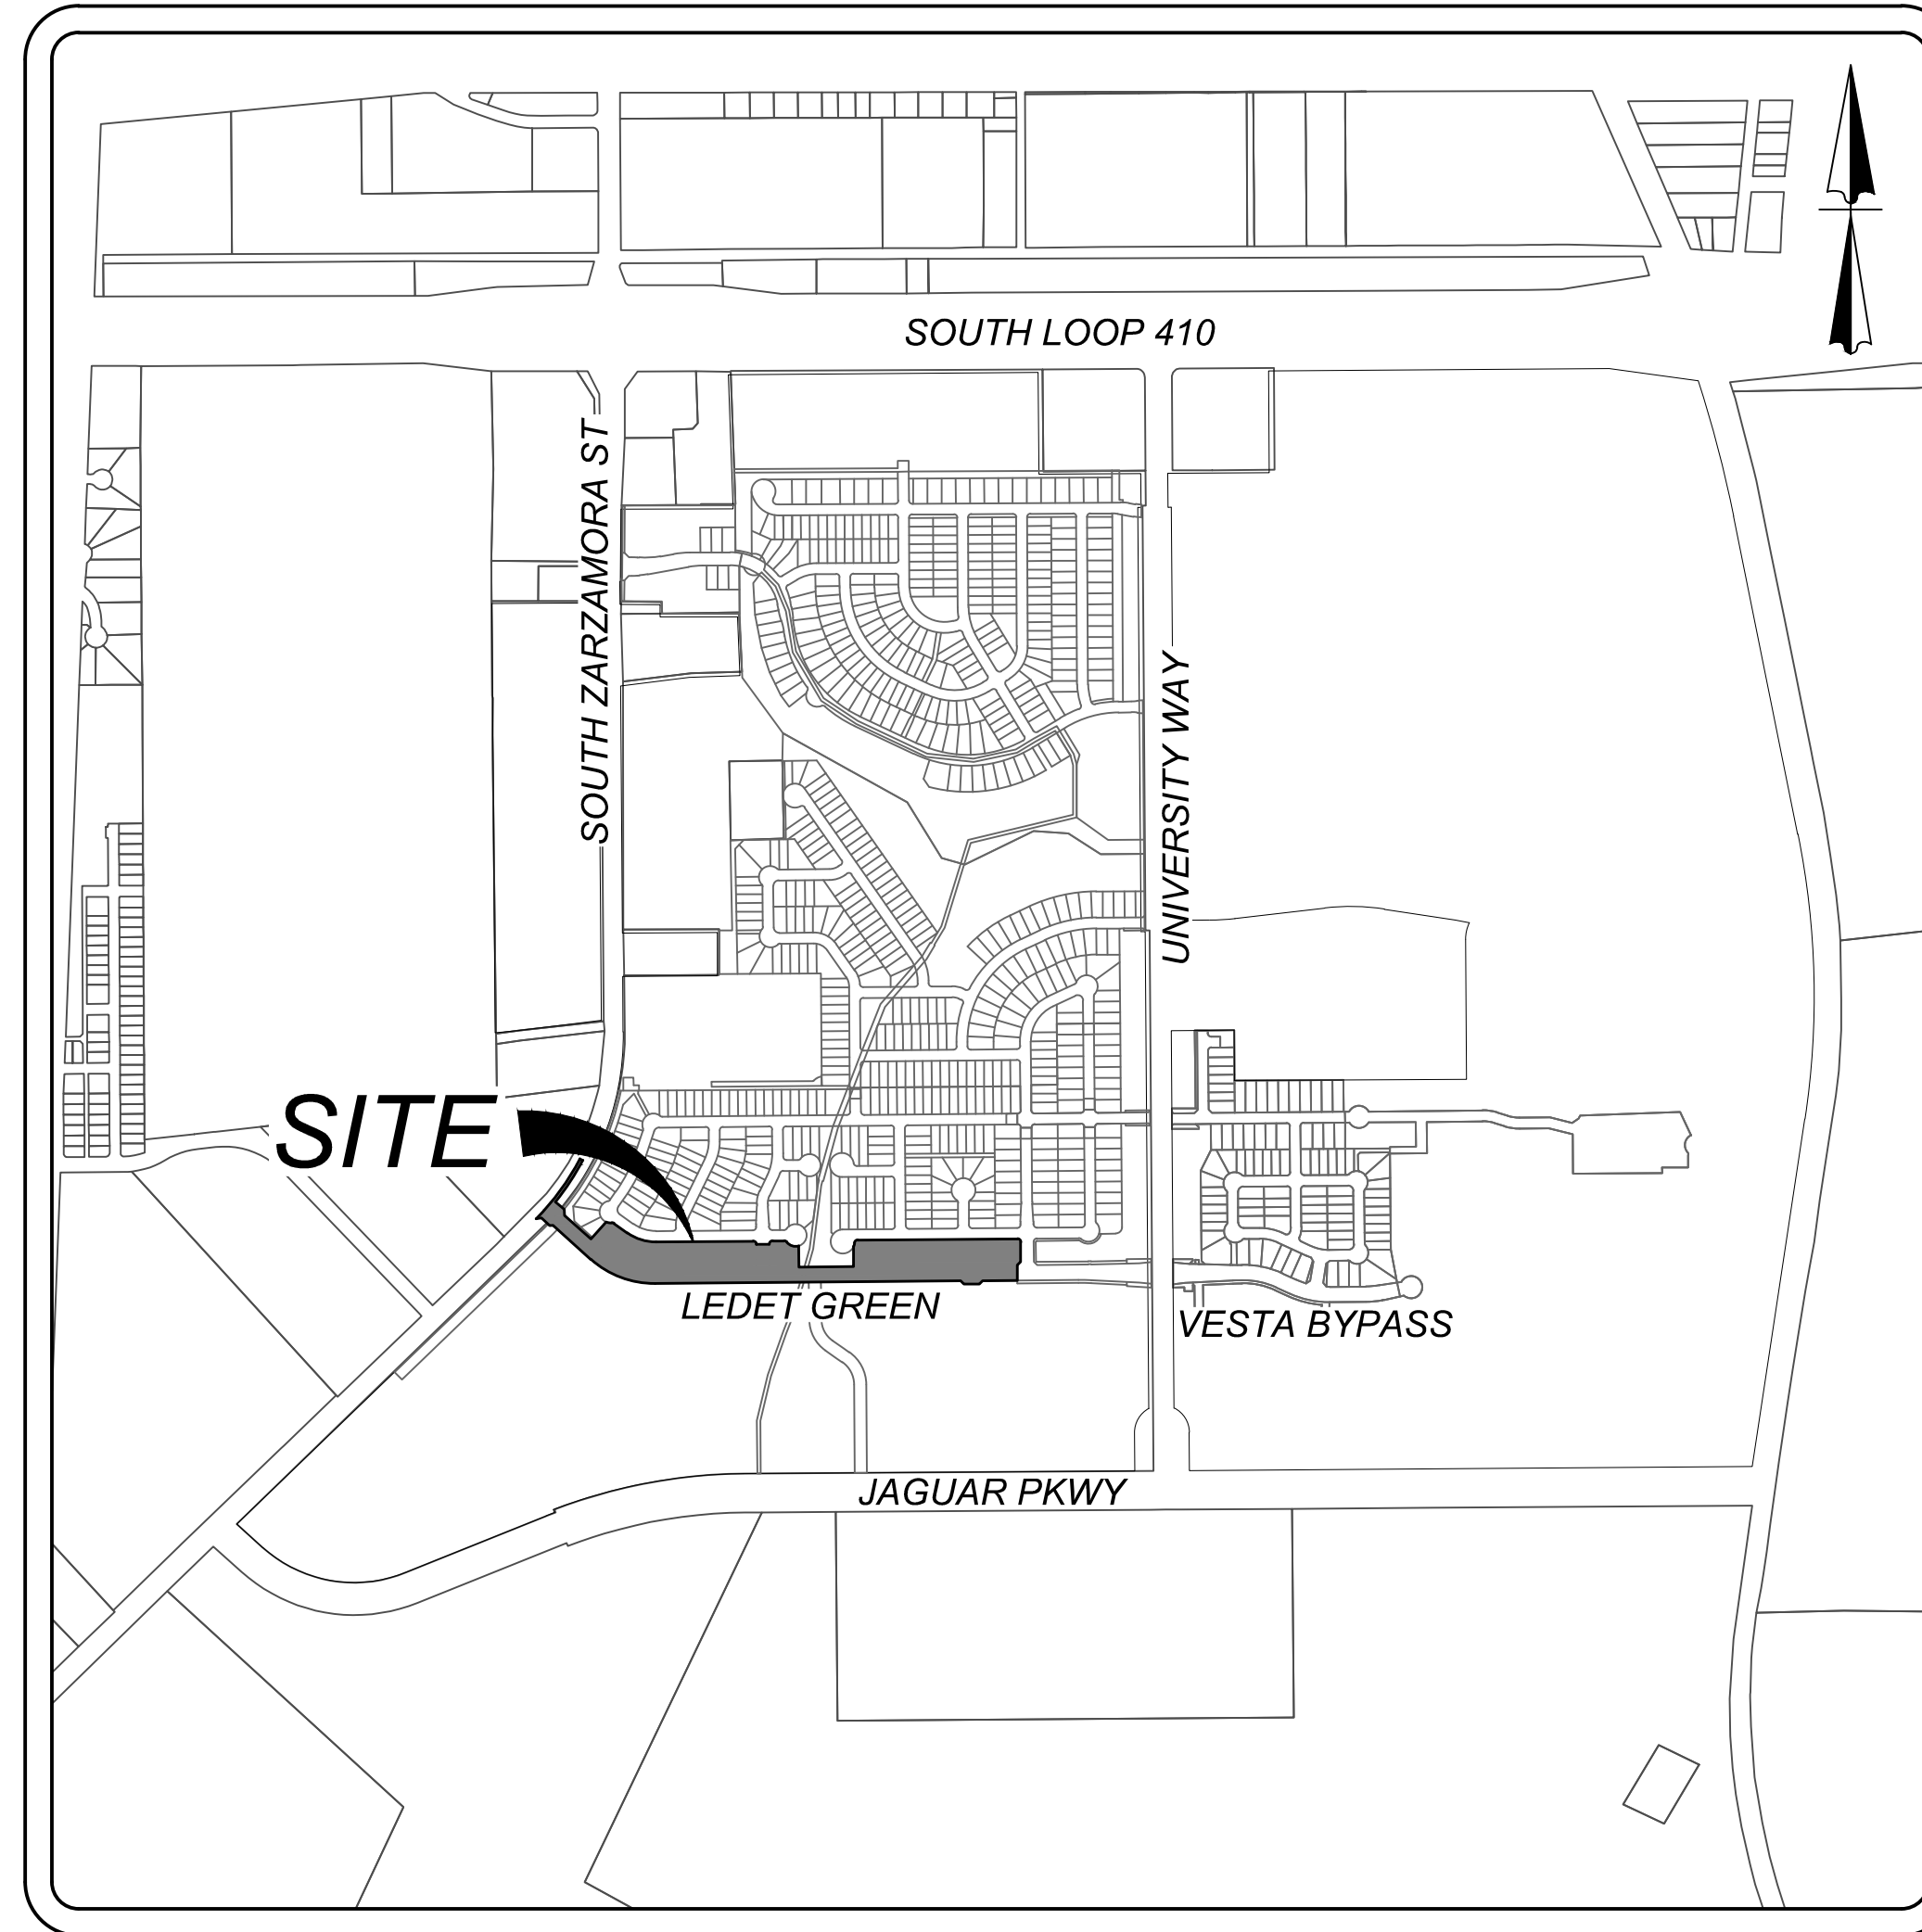 SOUTH LOOP 410
SOUTH ZARZAMORA ST
UNIVERSITY WAY
SITE
LEDET GREEN
VESTA BYPASS
JAGUAR PKWY